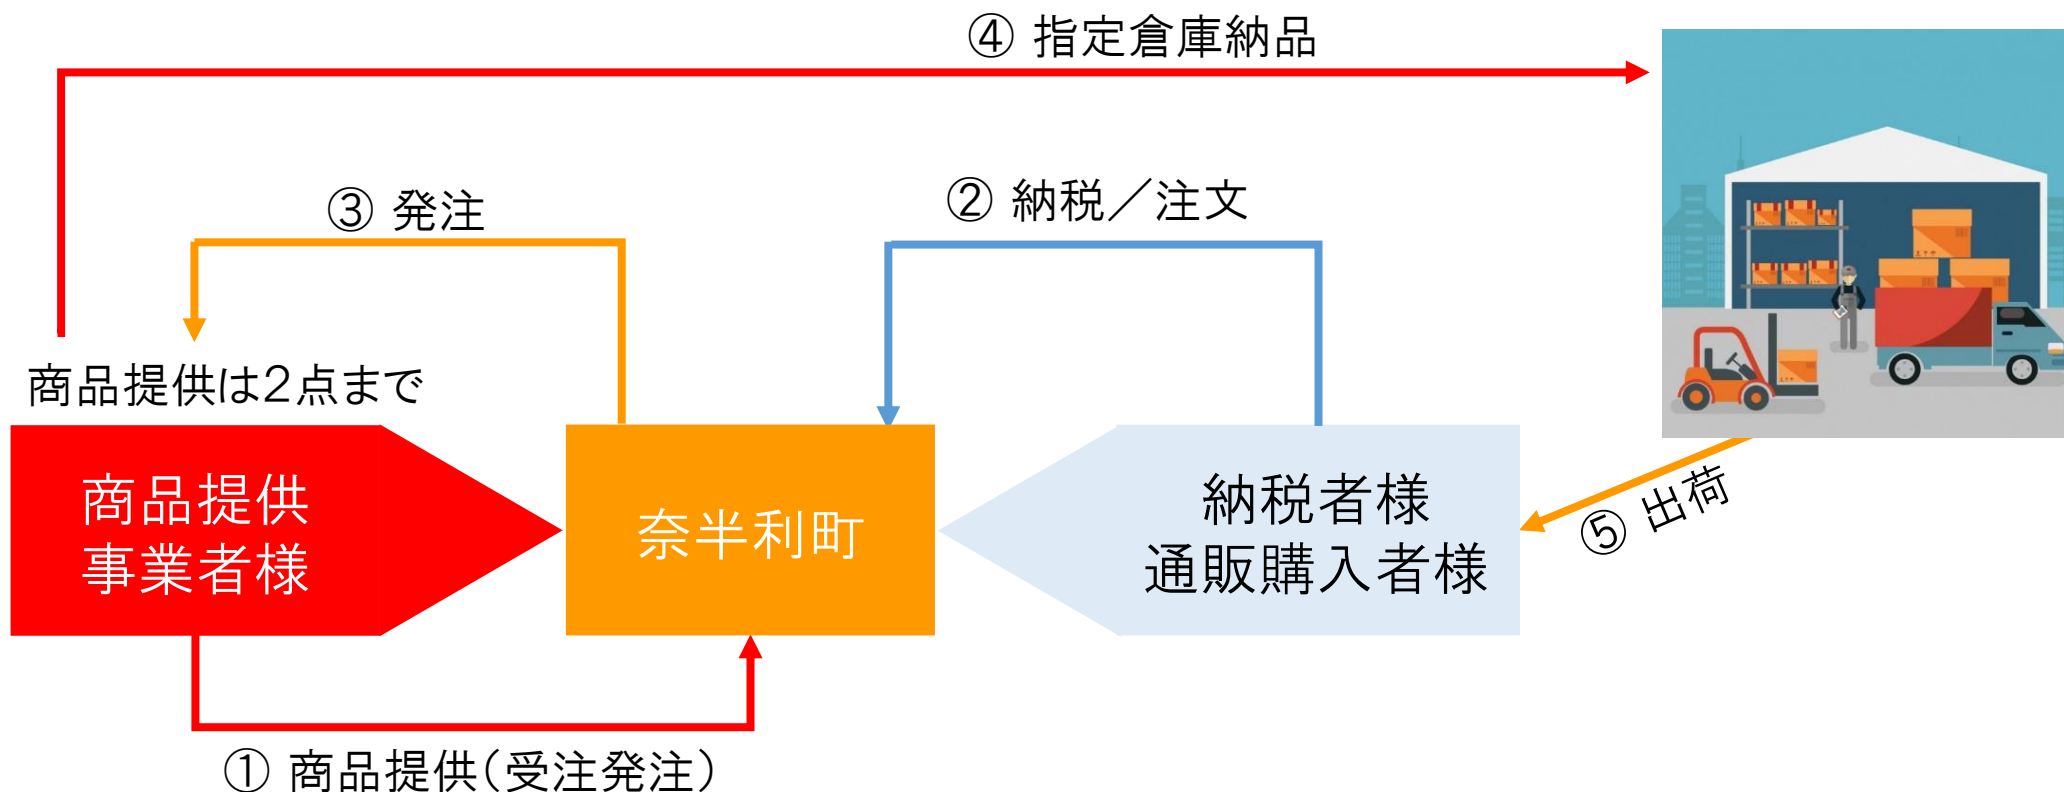 ④ 指定倉庫納品
③ 発注
② 納税／注文
商品提供は2点まで
商品提供
事業者様
奈半利町
納税者様
通販購入者様
⑤ 出荷
① 商品提供(受注発注)